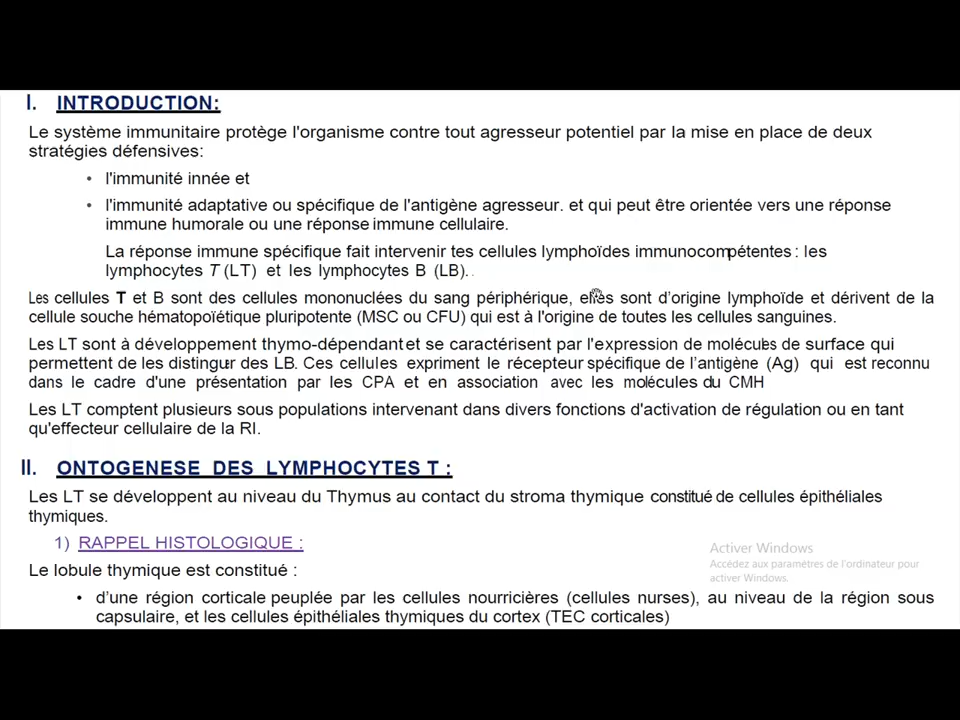 I. INTRODUCTION:
Le système immunitaire protège l'organisme contre tout agresseur potentiel par la mise en place de deux
stratégies défensives:
• l'immunité innée et
• l'immunité adaptative ou spécifique de l'antigène agresseur. et qui peut être orientée vers une réponse
immune humorale ou une réponse immune cellulaire.
La réponse immune spécifique fait intervenir tes cellules lymphoïdes immunocompétentes : les
lymphocytes T (LT) et les lymphocytes B (LB).
Les cellules T et B sont des cellules mononuclées du sang périphérique, elles sont d'origine lymphoïde et dérivent de la
cellule souche hématopoïétique pluripotente (MSC ou CFU) qui est à l'origine de toutes les cellules sanguines.
Les LT sont à développement thymo-dépendant et se caractérisent par l'expression de molécules de surface qui
permettent de les distingur des LB. Ces cellules expriment le récepteur spécifique de l'antigène (Ag) qui est reconnu
dans le cadre d'une présentation par les CPA et en association avec les molécules du CMH
Les LT comptent plusieurs sous populations intervenant dans divers fonctions d'activation de régulation ou en tant
qu'effecteur cellulaire de la RI.
II. ONTOGENESE DES LYMPHOCYTES T :
Les LT se développent au niveau du Thymus au contact du stroma thymique constitué de cellules épithéliales
thymiques.
1) RAPPEL HISTOLOGIQUE :
Activer Windows
Accédez aux paramètres de l'ordinateur pour
activer Windows.
Le lobule thymique est constitué :
• d'une région corticale peuplée par les cellules nourricières (cellules nurses), au niveau de la région sous
capsulaire, et les cellules épithéliales thymiques du cortex (TEC corticales)